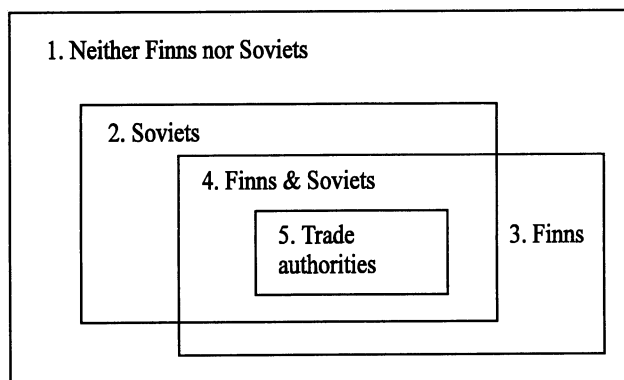 1. Neither Finns nor Soviets
2. Soviets
4. Finns & Soviets
5. Trade
authorities
3. Finns